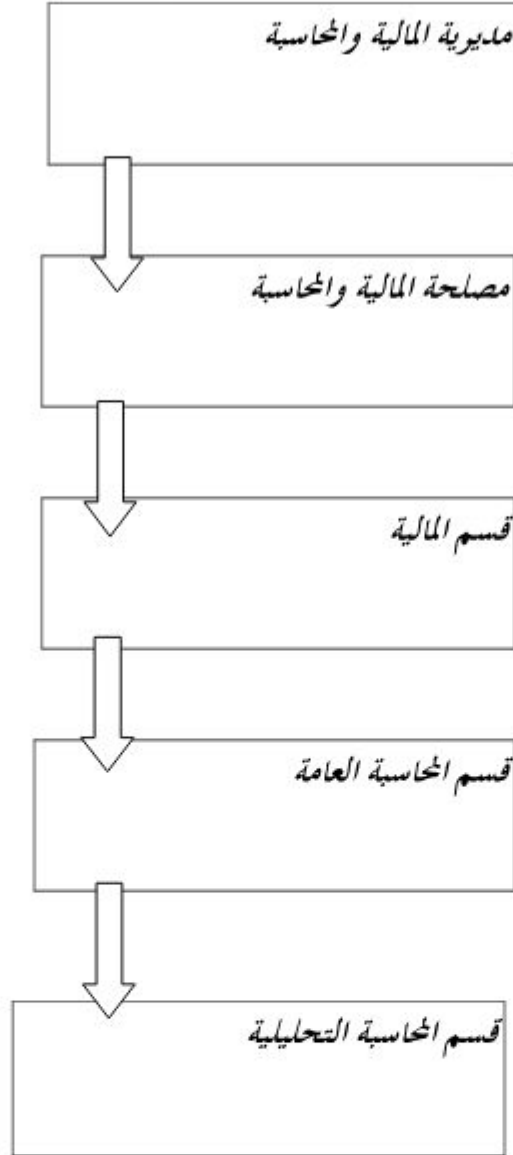 مديرية المالية والمحاسبة
مصلحة المالية والمحاسبة
قسم المالية
قسم المحاسبة العامة
قسم المحاسبة التحليلية